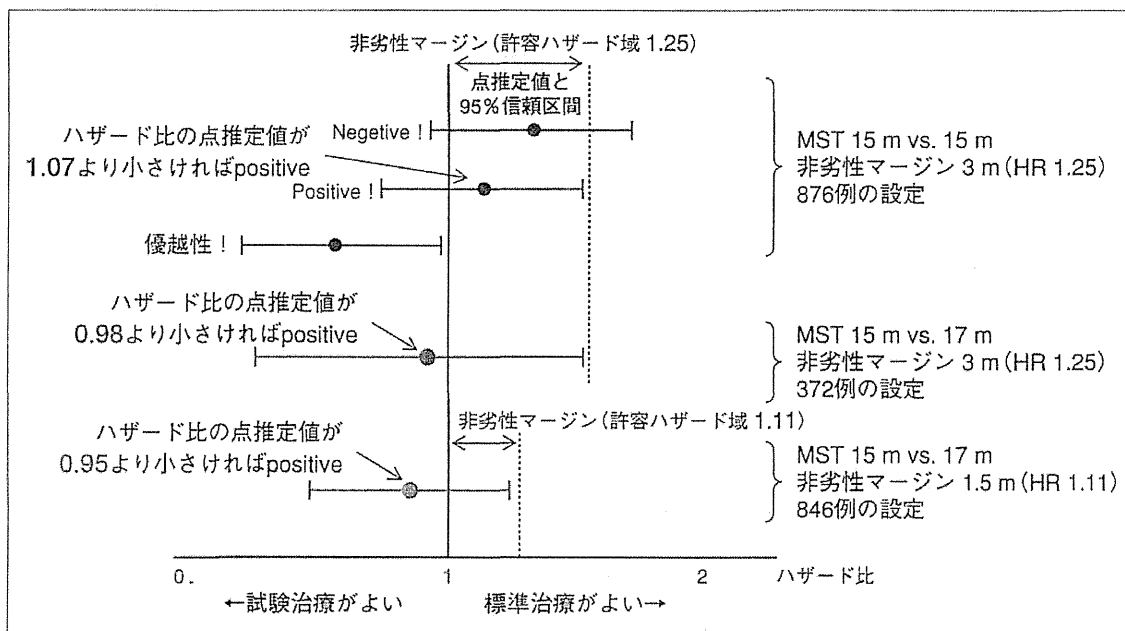 非劣性マージン(許容ハザード域 1.25)
点推定値と
95%信頼区間
ハザード比の点推定値が
1.07より小さければpositive
Negetive !
Positive !
優越性 !
MST 15 m vs. 15 m
非劣性マージン 3 m (HR 1.25)
876例の設定
ハザード比の点推定値が
0.98より小さければpositive
MST 15 m vs. 17 m
非劣性マージン 3 m (HR 1.25)
372例の設定
非劣性マージン(許容ハザード域 1.11)
ハザード比の点推定値が
0.95より小さければpositive
MST 15 m vs. 17 m
非劣性マージン 1.5 m (HR 1.11)
846例の設定
0. 1 2 ハザード比
←試験治療がよい 標準治療がよい→